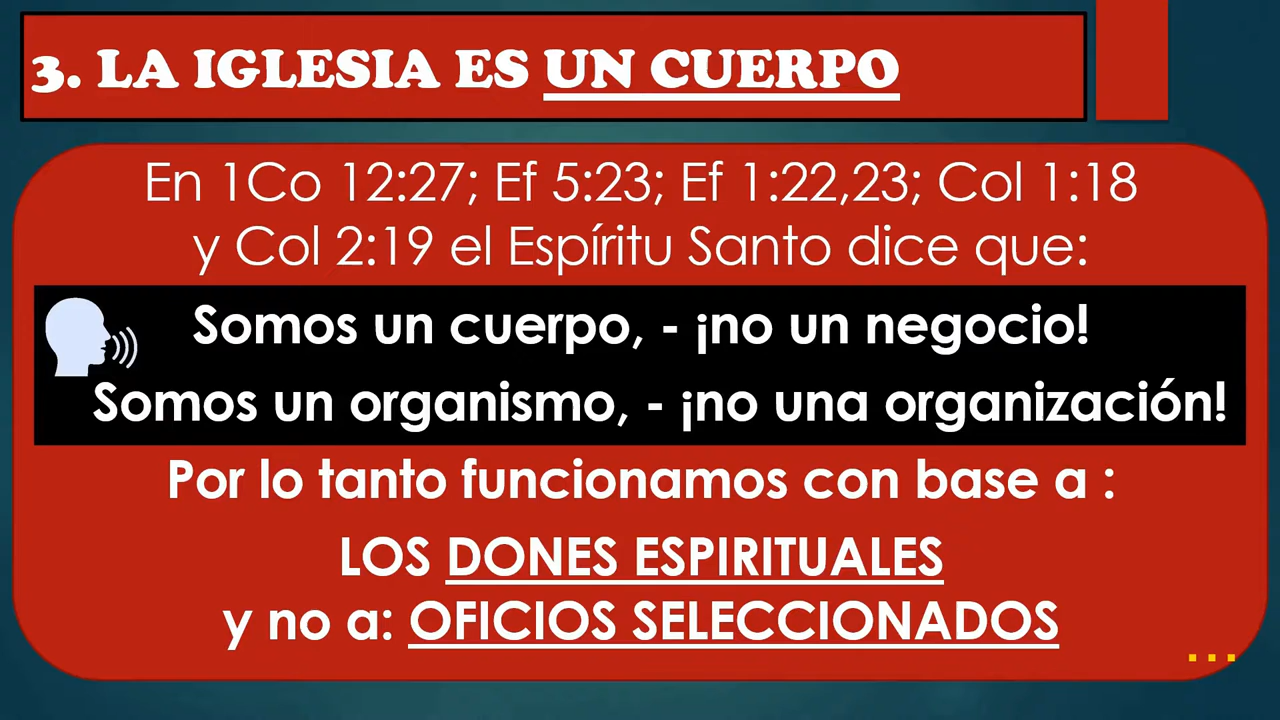 3. LA IGLESIA ES UN CUERPO
En 1Co 12:27; Ef 5:23; Ef 1:22,23; Col 1:18
y Col 2:19 el Espíritu Santo dice que:
Somos un cuerpo, - ¡no un negocio!
Somos un organismo, - ¡no una organización!
Por lo tanto funcionamos con base a :
LOS DONES ESPIRITUALES
y no a: OFICIOS SELECCIONADOS
...